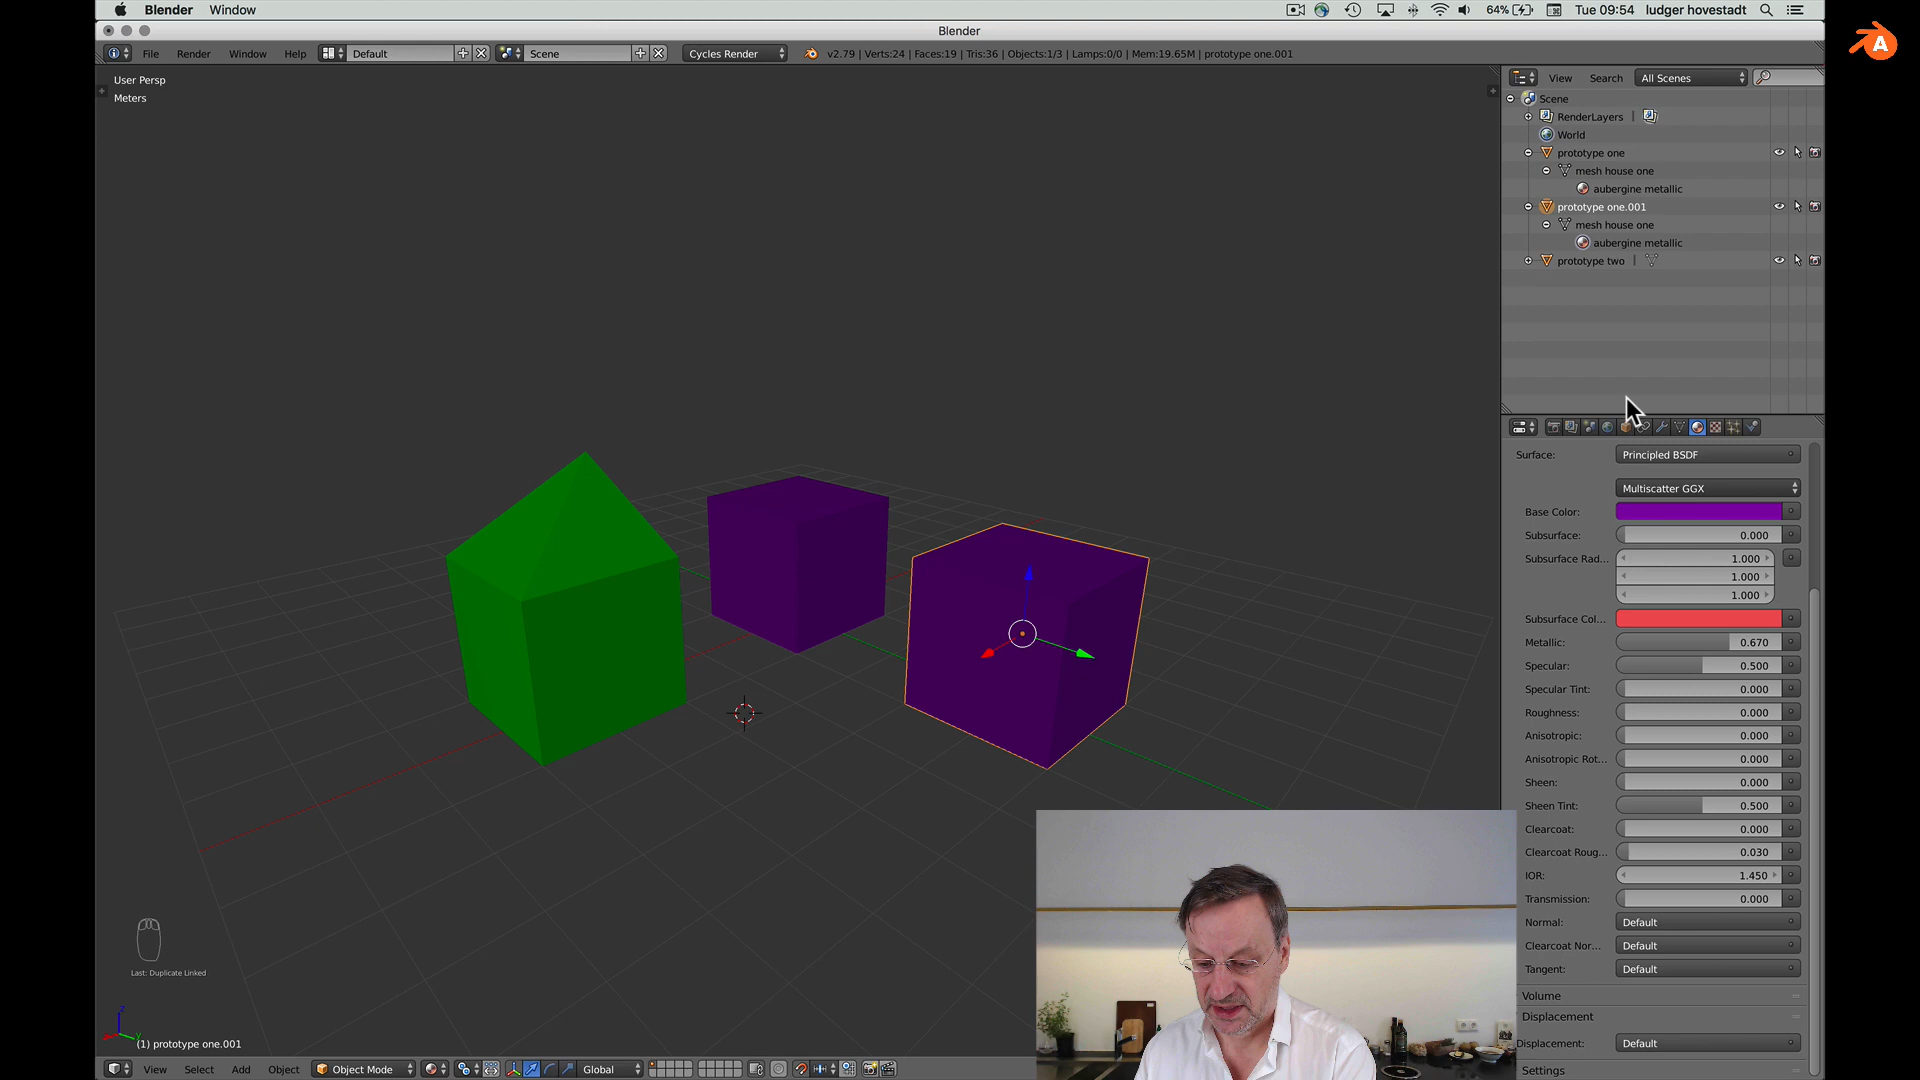 Blender Window 64% Tue 09:54 ludger hovestadt
Blender
File Render Window Help Default Scene Cycles Render v2.79 | Verts:24 | Faces:19 | Tris:36 | Objects:1/3 | Lamps:0/0 | Mem:19.65M | prototype one.001
A
User Persp
Meters
View Search All Scenes
Scene
RenderLayers
World
prototype one
mesh house one
aubergine metallic
prototype one.001
mesh house one
aubergine metallic
prototype two
Surface: Principled BSDF
Multiscatter GGX
Base Color:
Subsurface: 0.000
Subsurface Rad... 1.000
1.000
1.000
Subsurface Col...
Metallic: 0.670
Specular: 0.500
Specular Tint: 0.000
Roughness: 0.000
Anisotropic: 0.000
Anisotropic Rot... 0.000
Sheen: 0.000
Sheen Tint: 0.500
Clearcoat: 0.000
Clearcoat Roug... 0.030
IOR: 1.450
Transmission: 0.000
Normal: Default
Clearcoat Nor... Default
Tangent: Default
Volume
Displacement
Displacement: Default
Settings
Last: Duplicate Linked
z
y
(1) prototype one.001
View Select Add Object Object Mode Global